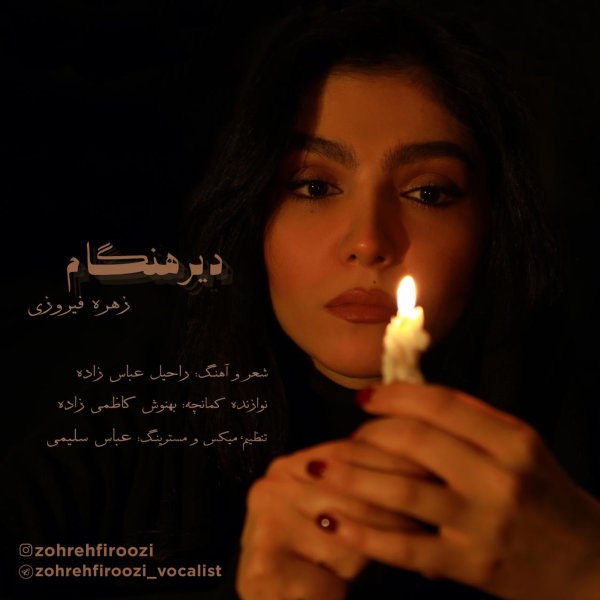 دیرهنگام
زهره فیروزی
شعر و آهنگ: راحیل عباس زاده
نوازنده کمانچه: بهنوش کاظمی زاده
تنظیم، میکس و مسترینگ: عباس سلیمی
zohrehfiroozi
zohrehfiroozi_vocalist